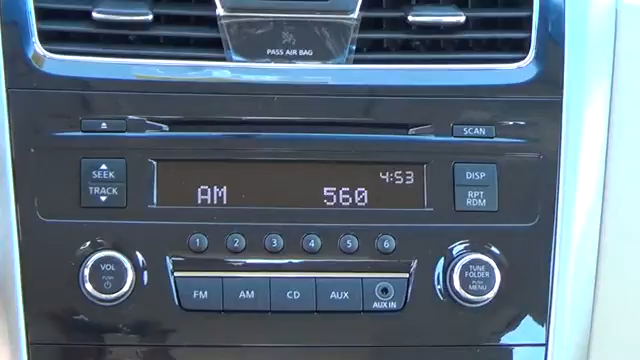 PASS AIR BAG
SCAN
SEEK
TRACK
4:53
AM 560
DISP
RPT
RDM
1 2 3 4 5 6
VOL
PUSH
FM AM CD AUX
AUX IN
TUNE
FOLDER
PUSH
MENU